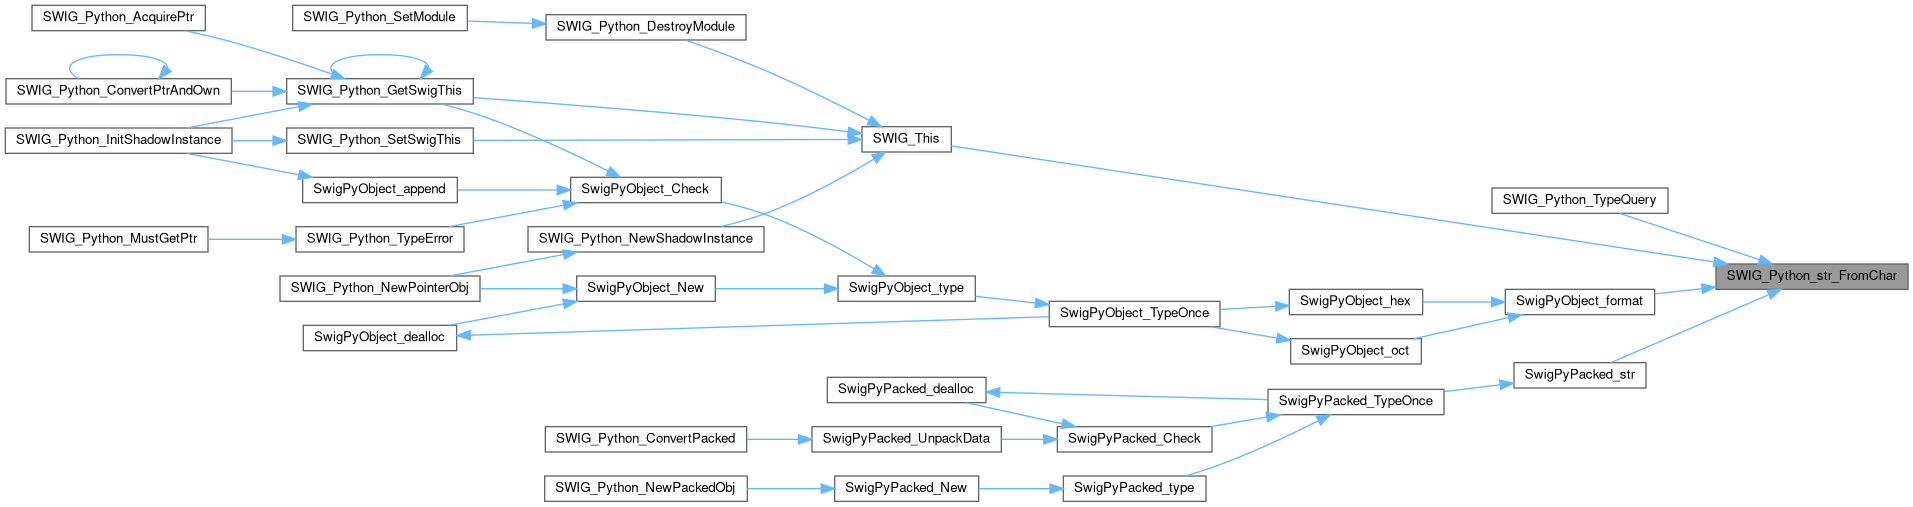 SWIG_Python_AcquirePtr
SWIG_Python_SetModule
SWIG_Python_DestroyModule
SWIG_Python_ConvertPtrAndOwn
SWIG_Python_GetSwigThis
SWIG_Python_InitShadowInstance
SWIG_Python_SetSwigThis
SWIG_This
SwigPyObject_append
SwigPyObject_Check
SWIG_Python_TypeQuery
SWIG_Python_MustGetPtr
SWIG_Python_TypeError
SWIG_Python_NewShadowInstance
SWIG_Python_str_FromChar
SWIG_Python_NewPointerObj
SwigPyObject_New
SwigPyObject_type
SwigPyObject_hex
SwigPyObject_format
SwigPyObject_TypeOnce
SwigPyObject_dealloc
SwigPyObject_oct
SwigPyPacked_str
SwigPyPacked_dealloc
SwigPyPacked_TypeOnce
SWIG_Python_ConvertPacked
SwigPyPacked_UnpackData
SwigPyPacked_Check
SWIG_Python_NewPackedObj
SwigPyPacked_New
SwigPyPacked_type